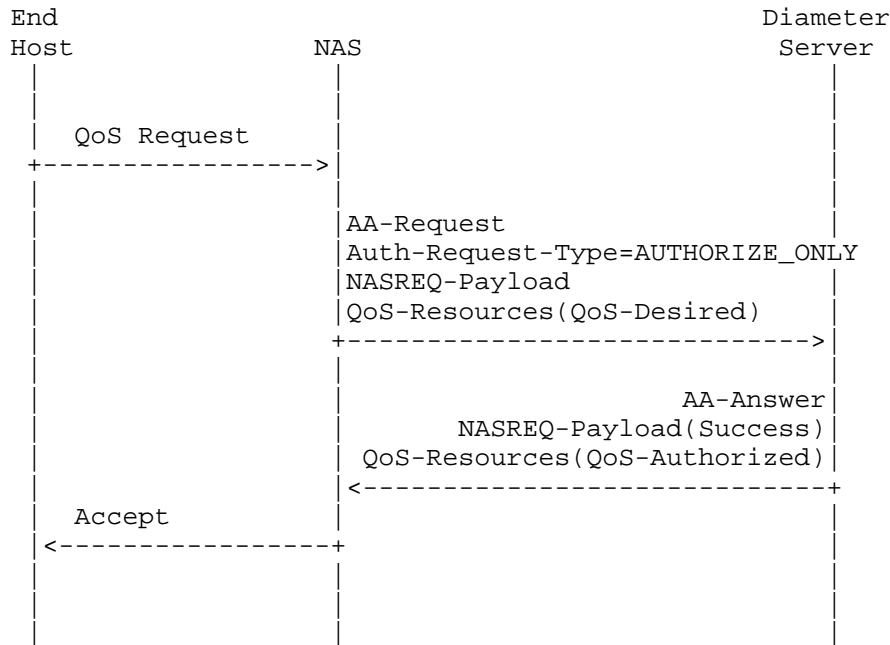 End Diameter
Host NAS Server
QoS Request
AA-Request
Auth-Request-Type=AUTHORIZE_ONLY
NASREQ-Payload
QoS-Resources(QoS-Desired)
AA-Answer
NASREQ-Payload(Success)
QoS-Resources(QoS-Authorized)
Accept